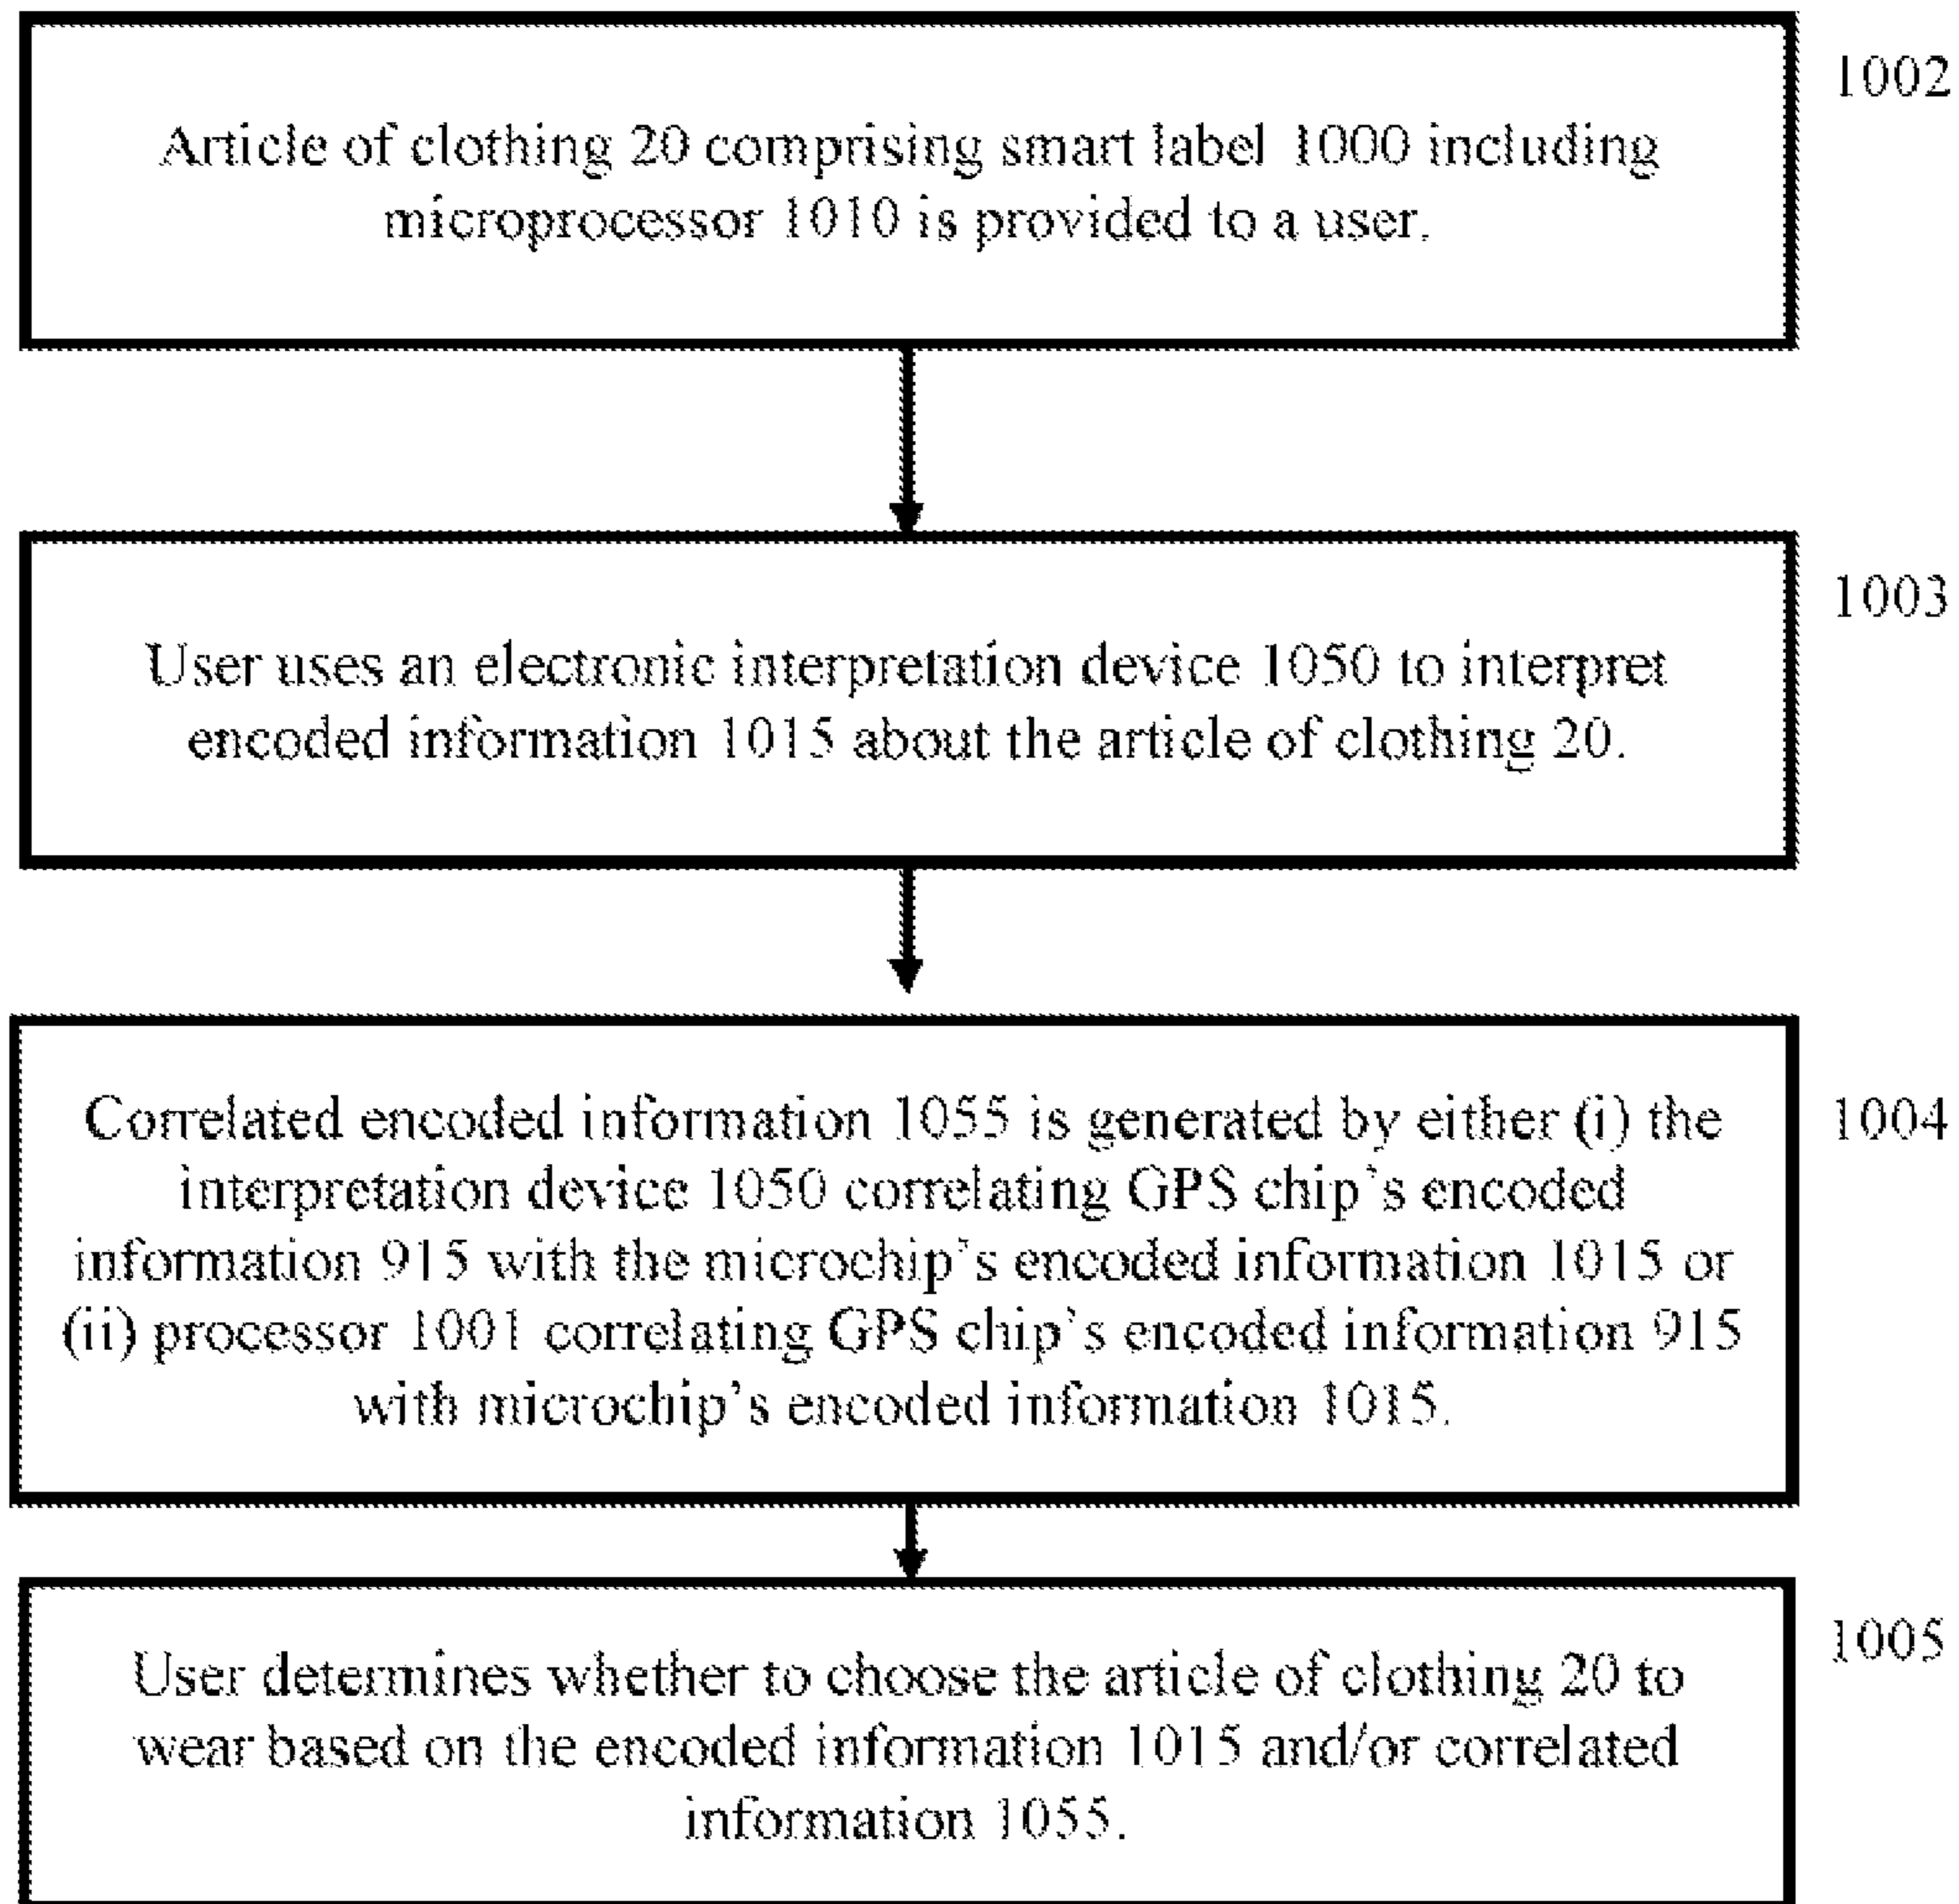 1002
Article of clothing 20 comprising smart label 1000 including
microprocessor 1010 is provided to a user.
1003
User uses an electronic interpretation device 1050 to interpret
encoded information 1015 about the article of clothing 20.
1004
Correlated encoded information 1055 is generated by either (i) the
interpretation device 1050 correlating GPS chip's encoded
information 915 with the microchip's encoded information 1015 or
(ii) processor 1001 correlating GPS chip's encoded information 915
with microchip's encoded information 1015.
1005
User determines whether to choose the article of clothing 20 to
wear based on the encoded information 1015 and/or correlated
information 1055.